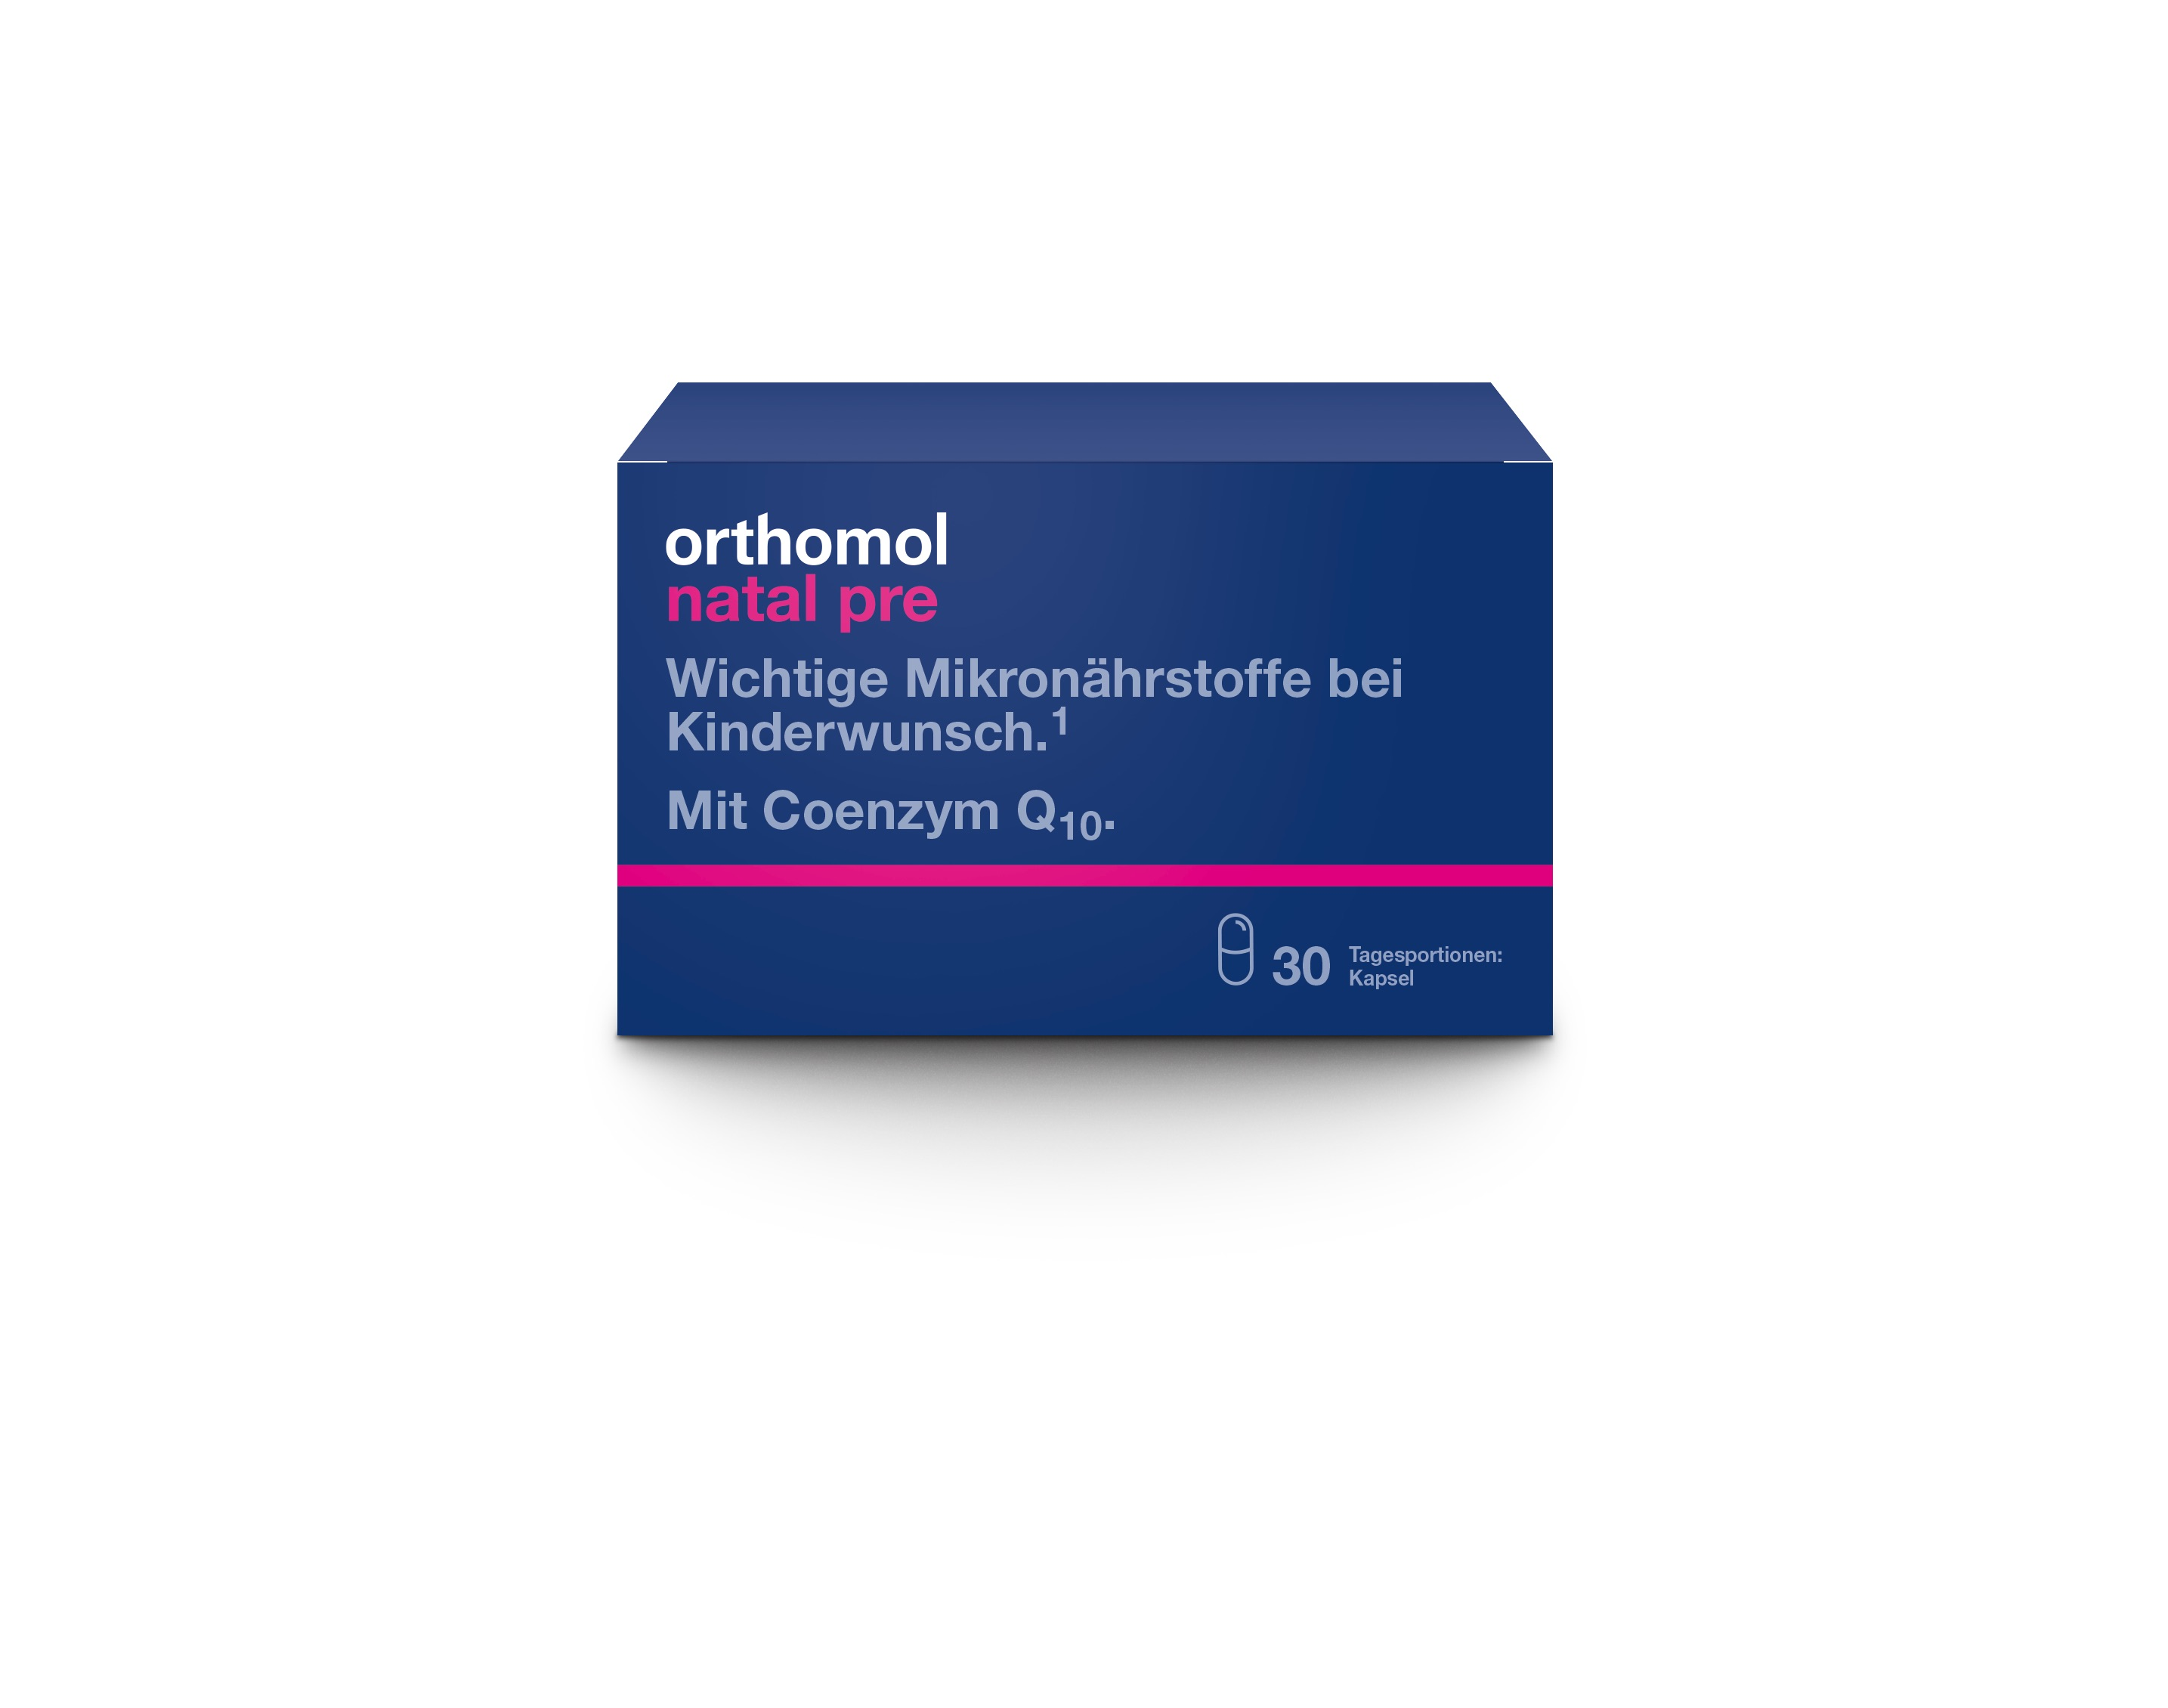 orthomol
natal pre
Wichtige Mikronährstoffe bei
Kinderwunsch.¹
Mit Coenzym Q₁₀.
30 Tagesportionen:
Kapsel